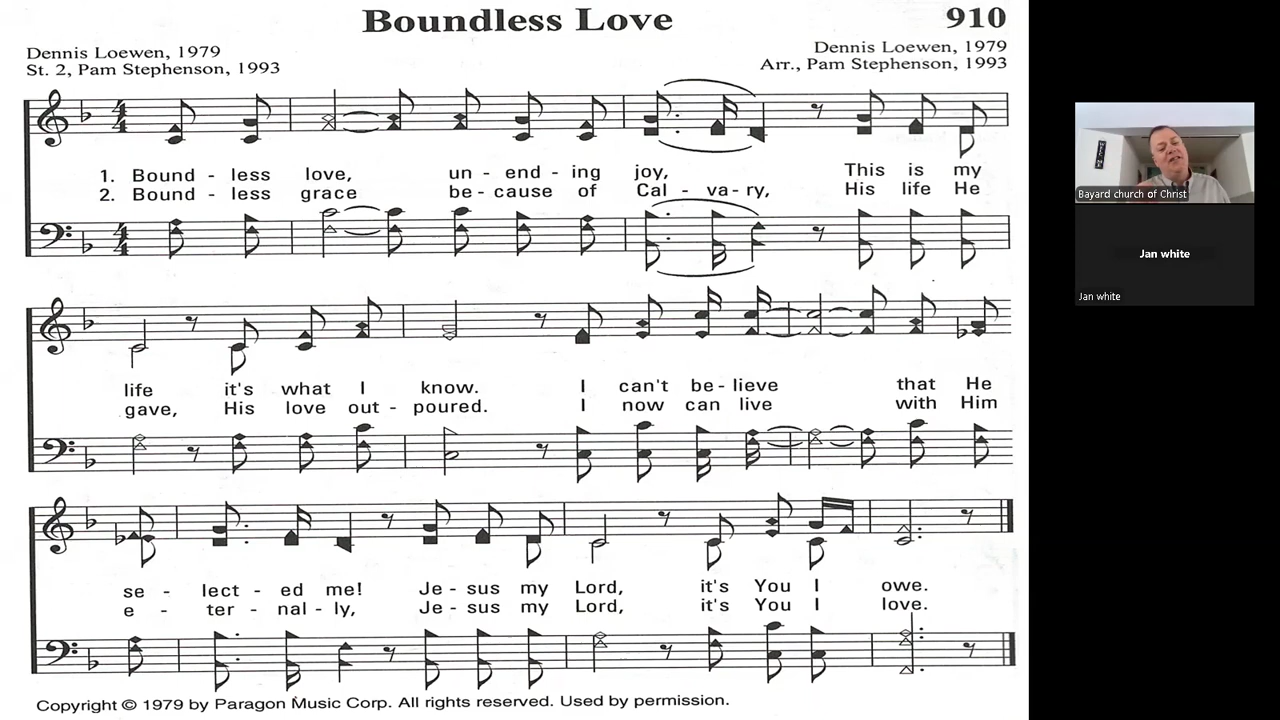 Boundless Love 910
Dennis Loewen, 1979
St. 2, Pam Stephenson, 1993
Dennis Loewen, 1979
Arr., Pam Stephenson, 1993
1. Bound - less love, un - end - ing joy, This is my
2. Bound - less grace be - cause of Cal - va - ry, His life He
life it's what I know. I can't be - lieve that He
gave, His love out - poured. I now can live with Him
se - lect - ed me! Je - sus my Lord, it's You I owe.
e - ter - nal - ly, Je - sus my Lord, it's You I love.
Copyright © 1979 by Paragon Music Corp. All rights reserved. Used by permission.
Bayard church of Christ
Jan white
Jan white